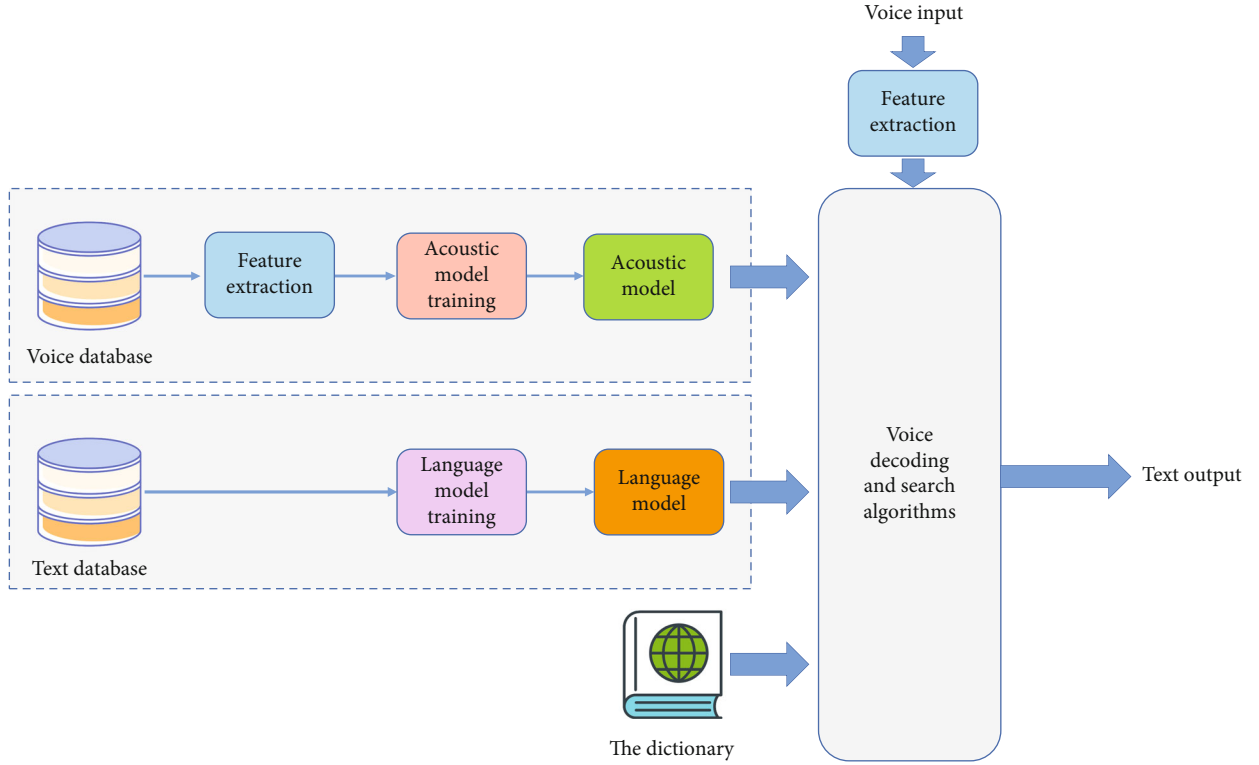 Voice input
Feature
extraction
Feature
extraction
Acoustic
model
training
Acoustic
model
Voice database
Language
model
training
Language
model
Text database
The dictionary
Voice
decoding
and search
algorithms
Text output